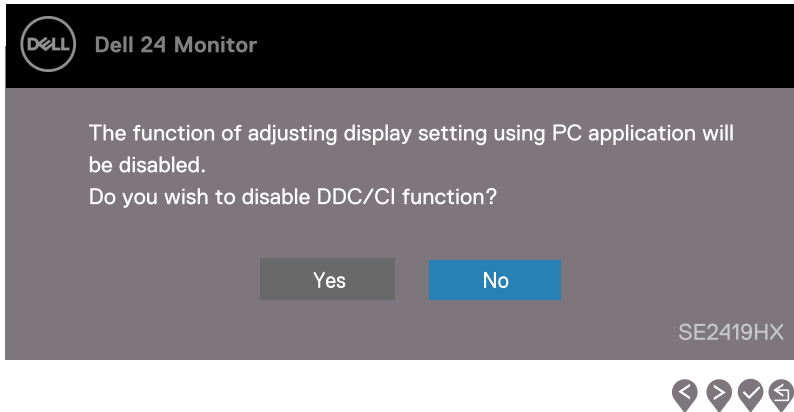 DELL
Dell 24 Monitor
The function of adjusting display setting using PC application will
be disabled.
Do you wish to disable DDC/CI function?
Yes
No
SE2419HX